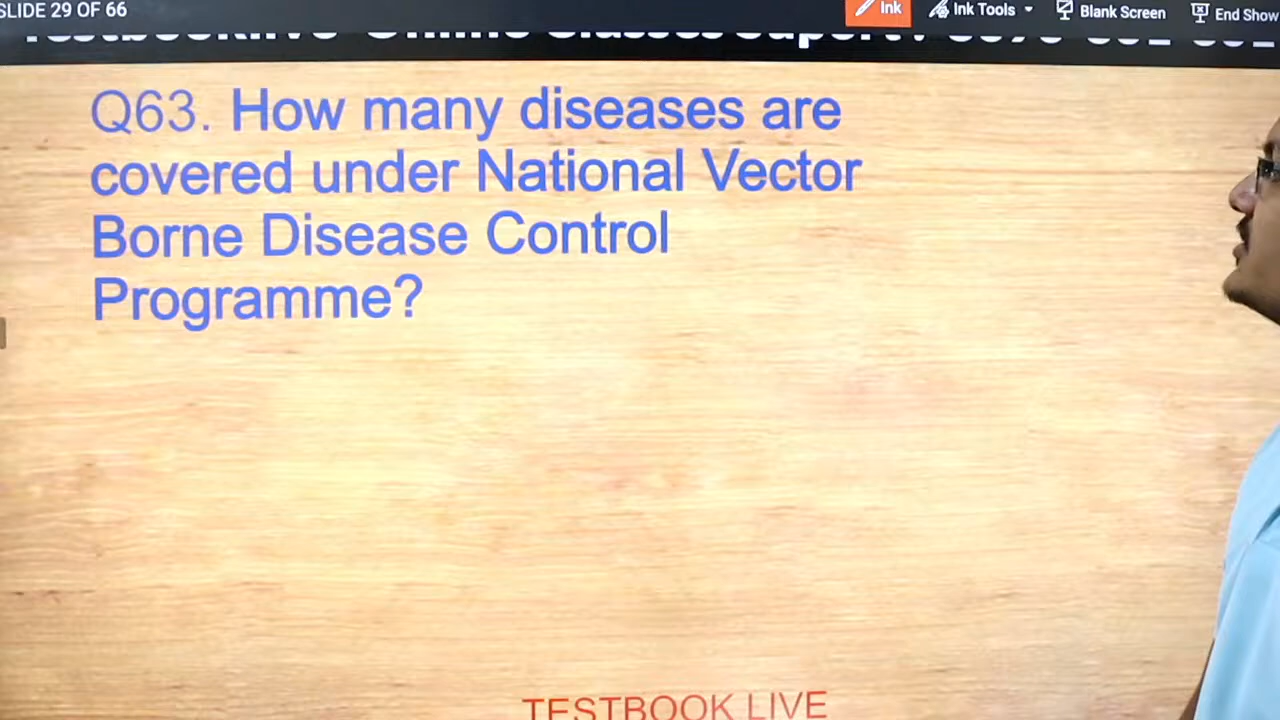 SLIDE 29 OF 66
Ink
Ink Tools
Blank Screen
End Show
Q63. How many diseases are
covered under National Vector
Borne Disease Control
Programme?
TESTBOOK LIVE